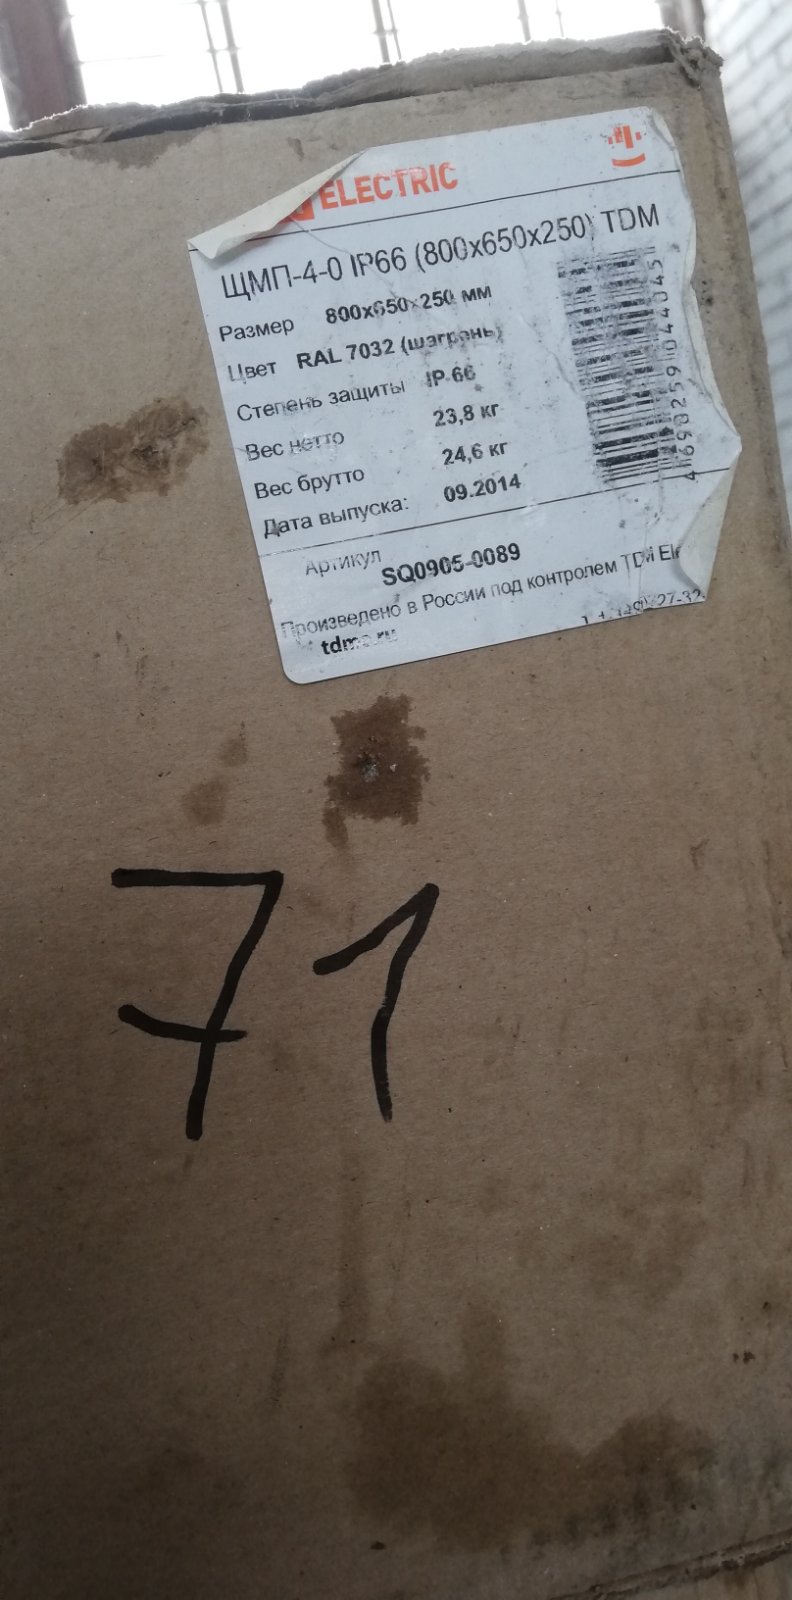 ELECTRIC
ЩМП-4-0 IP66 (800x650x250) TDM
Размер 800x650x250 мм
Цвет RAL 7032 (шагрень)
Степень защиты IP 66
Вес нетто 23,8 кг
Вес брутто 24,6 кг
Дата выпуска: 09.2014
Артикул SQ0905-0089
Произведено в России под контролем TDM
71